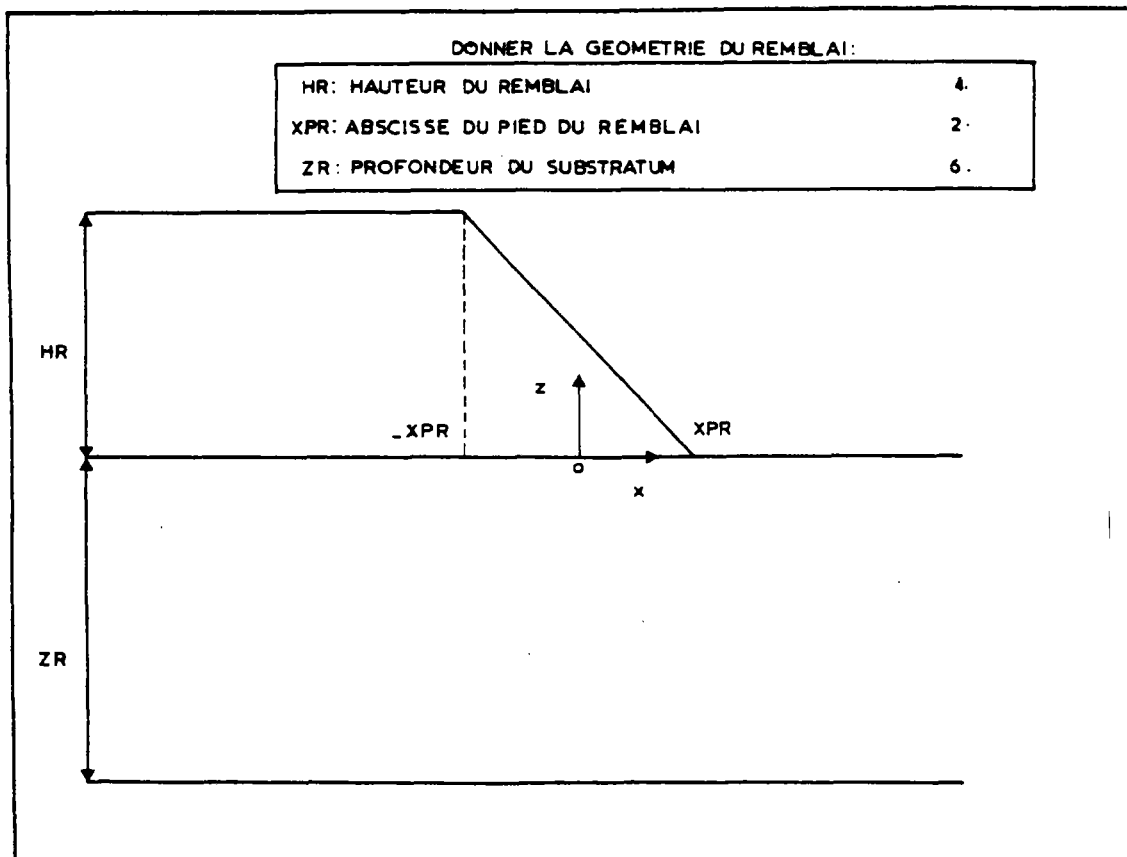 DONNER LA GEOMETRIE DU REMBLAI:
HR: HAUTEUR DU REMBLAI 4.
XPR: ABSCISSE DU PIED DU REMBLAI 2.
ZR: PROFONDEUR DU SUBSTRATUM 6.
HR
Z
_XPR
XPR
O
X
ZR